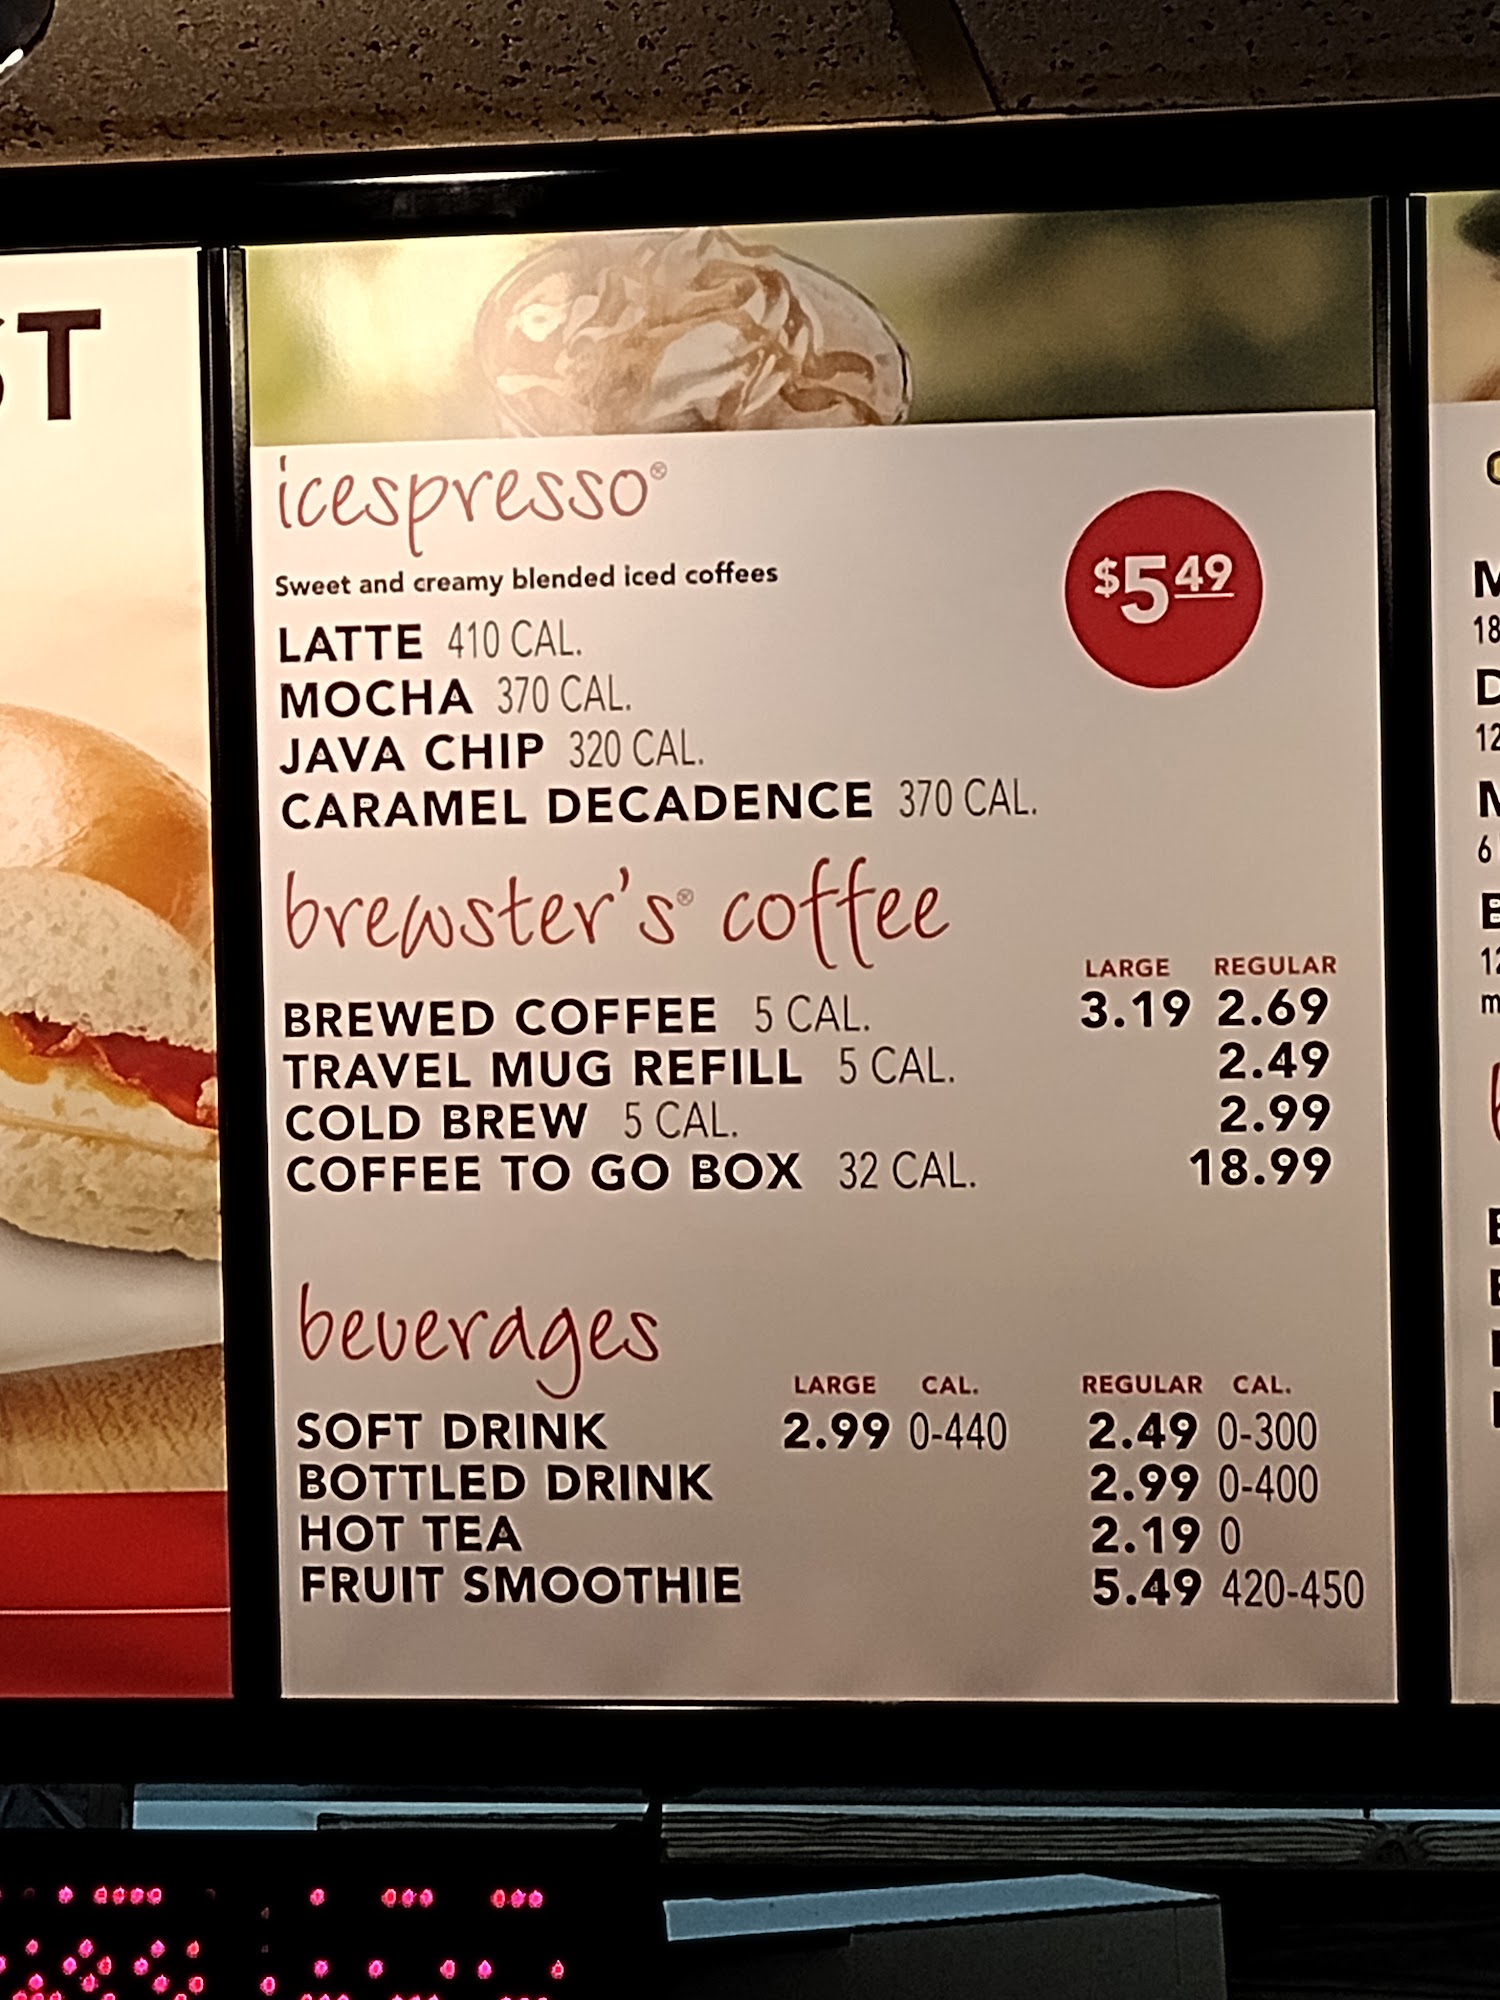 ST
icespresso®
$5.49
Sweet and creamy blended iced coffees
LATTE 410 CAL.
MOCHA 370 CAL.
JAVA CHIP 320 CAL.
CARAMEL DECADENCE 370 CAL.
brewster's® coffee
LARGE REGULAR
BREWED COFFEE 5 CAL. 3.19 2.69
TRAVEL MUG REFILL 5 CAL. 2.49
COLD BREW 5 CAL. 2.99
COFFEE TO GO BOX 32 CAL. 18.99
beverages
LARGE CAL. REGULAR CAL.
SOFT DRINK 2.99 0-440 2.49 0-300
BOTTLED DRINK 2.99 0-400
HOT TEA 2.19 0
FRUIT SMOOTHIE 5.49 420-450